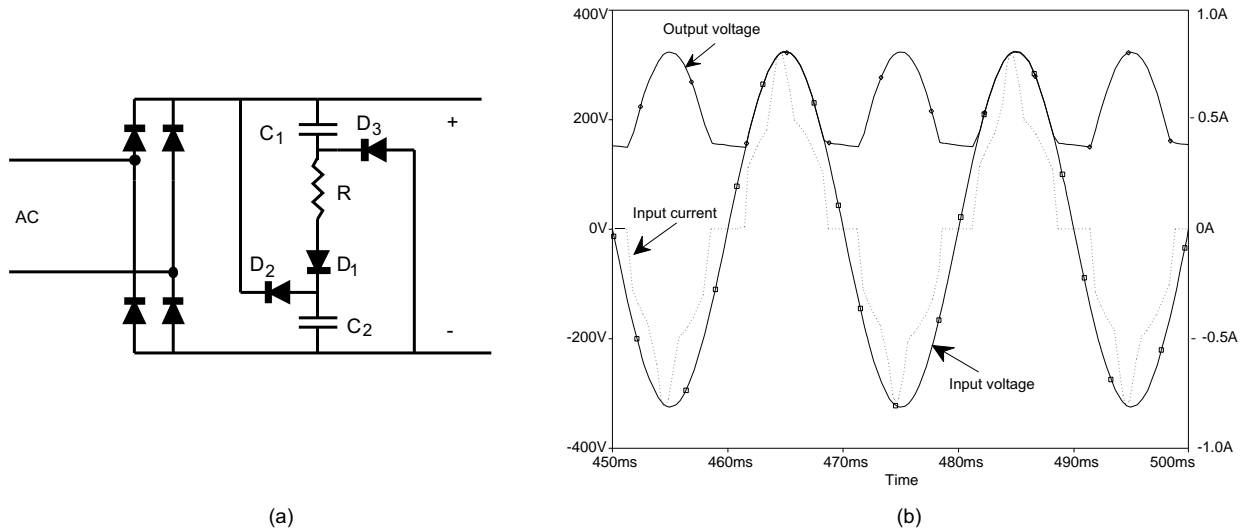 AC
C1
D3
R
D1
D2
C2
+
-
(a)
400V
200V
0V
-200V
-400V
1.0A
0.5A
0A
-0.5A
-1.0A
Output voltage
Input current
Input voltage
450ms
460ms
470ms
480ms
490ms
500ms
Time
(b)